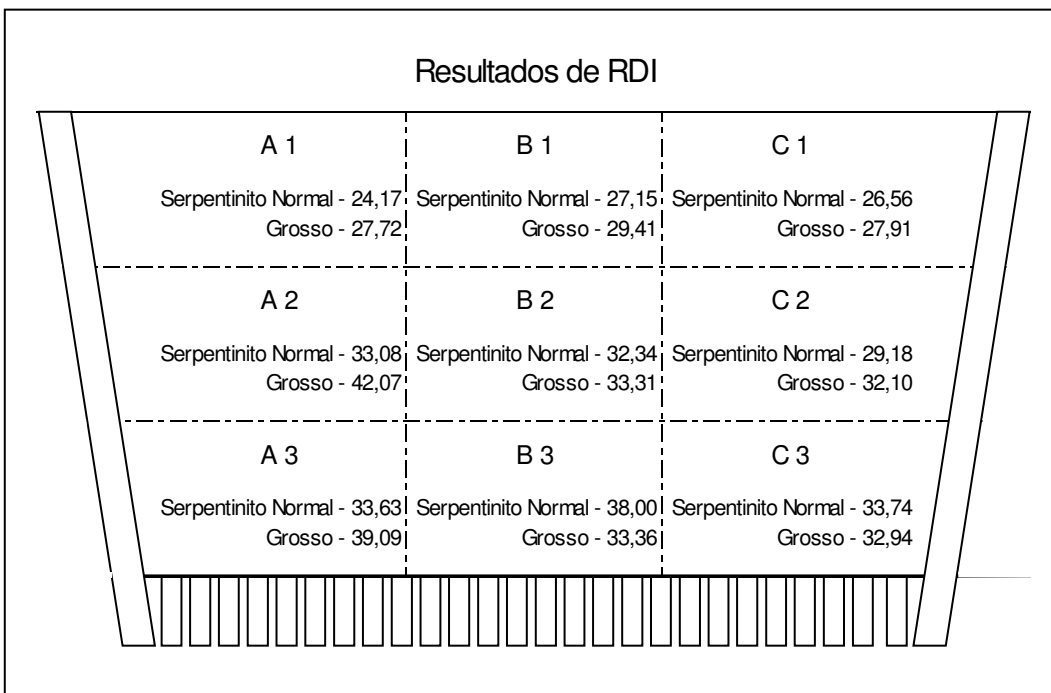 Resultados de RDI
A 1
Serpentinito Normal - 24,17
Grosso - 27,72
B 1
Serpentinito Normal - 27,15
Grosso - 29,41
C 1
Serpentinito Normal - 26,56
Grosso - 27,91
A 2
Serpentinito Normal - 33,08
Grosso - 42,07
B 2
Serpentinito Normal - 32,34
Grosso - 33,31
C 2
Serpentinito Normal - 29,18
Grosso - 32,10
A 3
Serpentinito Normal - 33,63
Grosso - 39,09
B 3
Serpentinito Normal - 38,00
Grosso - 33,36
C 3
Serpentinito Normal - 33,74
Grosso - 32,94